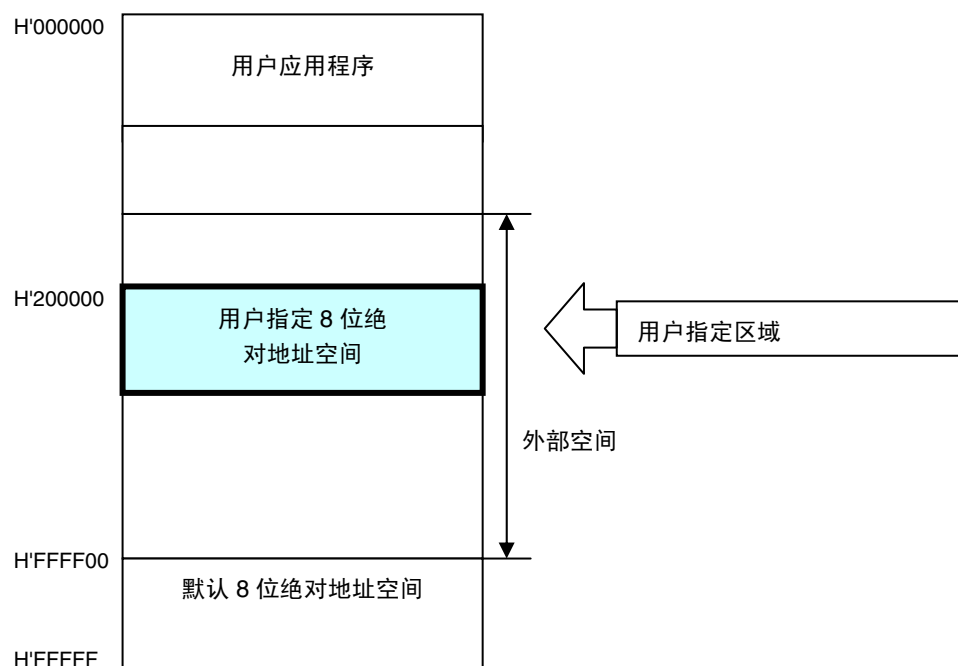 H'000000
用户应用程序
H'200000
用户指定 8 位绝
对地址空间
用户指定区域
外部空间
H'FFFF00
默认 8 位绝对地址空间
H'FFFFFF